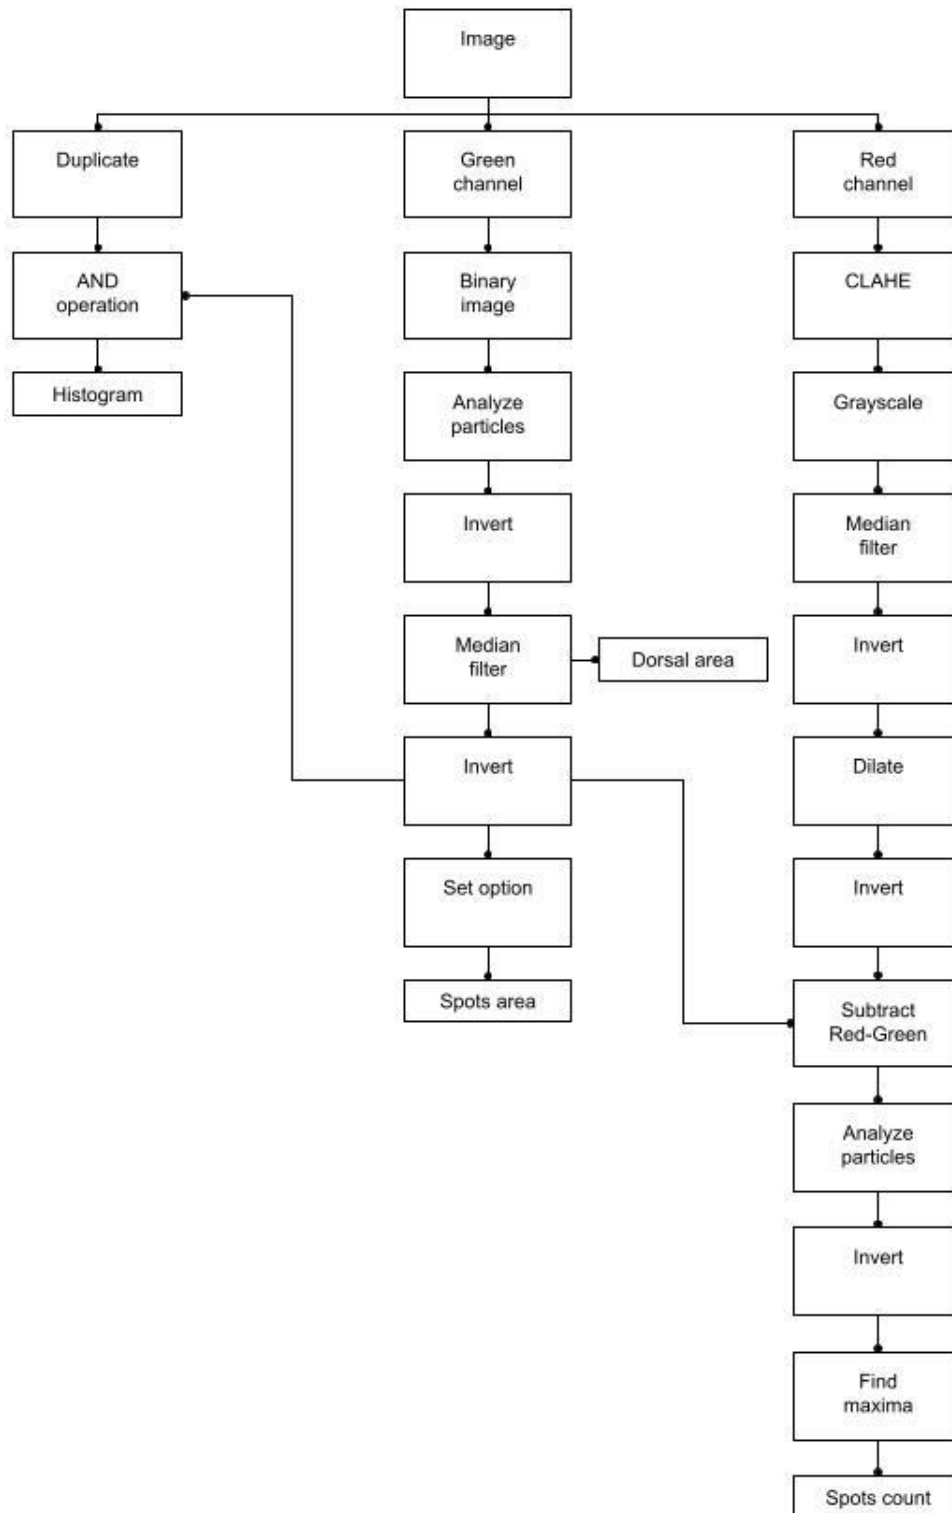 Image
Duplicate
Green
channel
Red
channel
AND
operation
Binary
image
CLAHE
Histogram
Analyze
particles
Grayscale
Invert
Median
filter
Median
filter
Dorsal area
Invert
Invert
Dilate
Set option
Invert
Spots area
Subtract
Red-Green
Analyze
particles
Invert
Find
maxima
Spots count